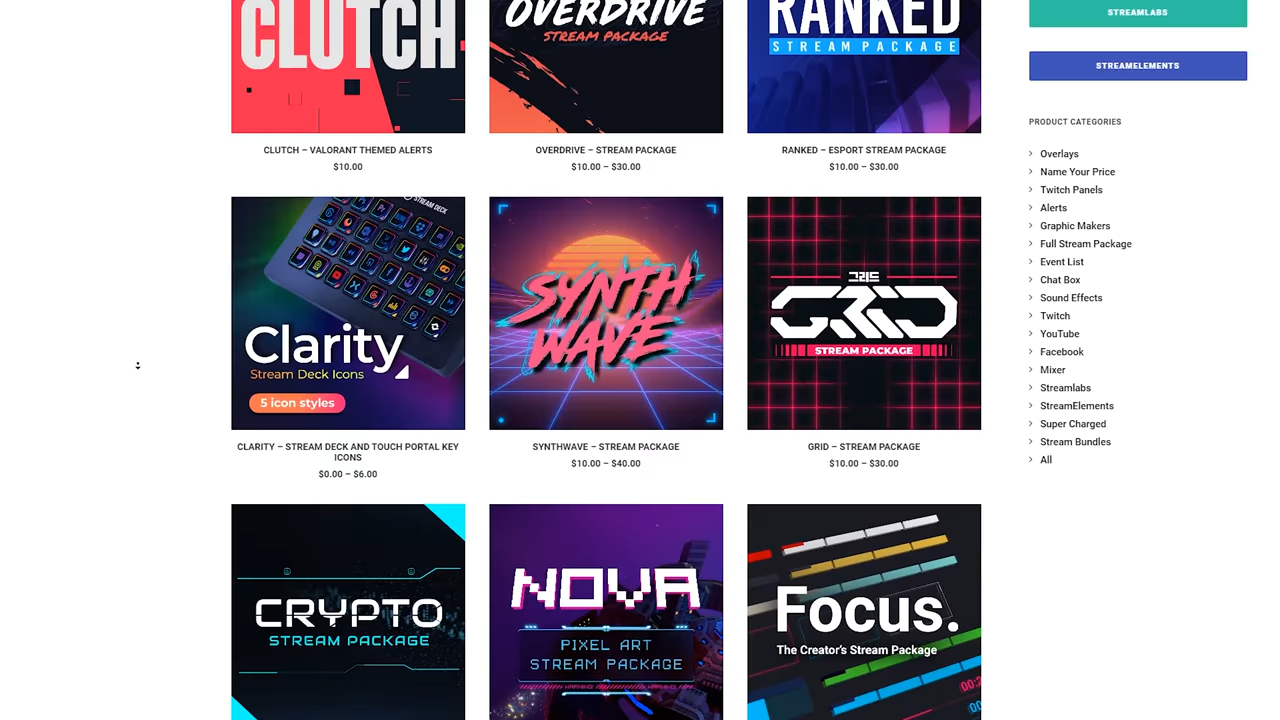 CLUTCH
OVERDRIVE
STREAM PACKAGE
RANKED
STREAM PACKAGE
STREAMLABS
STREAMELEMENTS
CLUTCH – VALORANT THEMED ALERTS
$10.00
OVERDRIVE – STREAM PACKAGE
$10.00 – $30.00
RANKED – ESPORT STREAM PACKAGE
$10.00 – $30.00
PRODUCT CATEGORIES
Overlays
Name Your Price
Twitch Panels
Alerts
Graphic Makers
Full Stream Package
Event List
Chat Box
Sound Effects
Twitch
YouTube
Facebook
Mixer
Streamlabs
StreamElements
Super Charged
Stream Bundles
All
STREAM DECK
Clarity
Stream Deck Icons
5 icon styles
SYNTH
WAVE
그리드
GRID
STREAM PACKAGE
CLARITY – STREAM DECK AND TOUCH PORTAL KEY
ICONS
$0.00 – $6.00
SYNTHWAVE – STREAM PACKAGE
$10.00 – $40.00
GRID – STREAM PACKAGE
$10.00 – $30.00
CRYPTO
STREAM PACKAGE
NOVA
PIXEL ART
STREAM PACKAGE
Focus.
The Creator's Stream Package